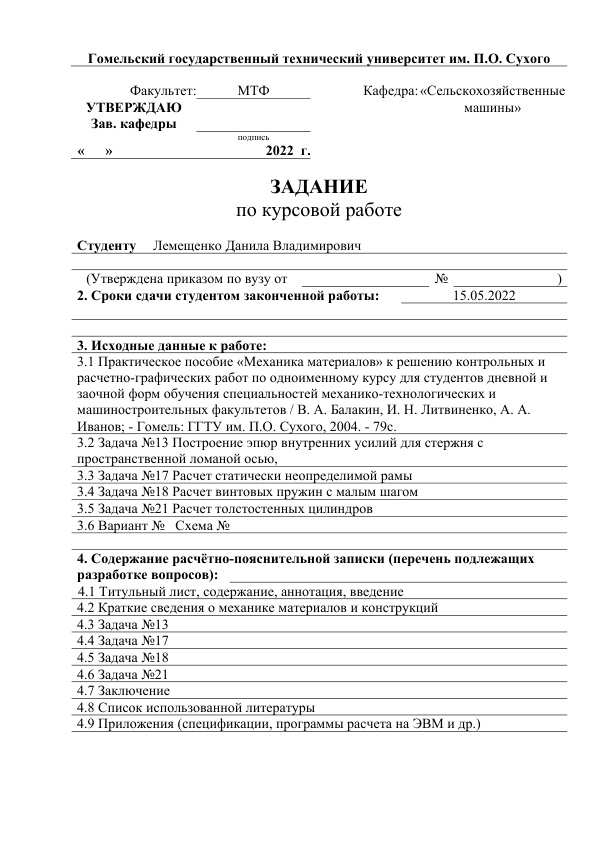 Гомельский государственный технический университет им. П.О. Сухого
Факультет: МТФ Кафедра: «Сельскохозяйственные
УТВЕРЖДАЮ машины»
Зав. кафедры
подпись
« » 2022 г.
ЗАДАНИЕ
по курсовой работе
Студенту Лемещенко Данила Владимирович
(Утверждена приказом по вузу от № )
2. Сроки сдачи студентом законченной работы: 15.05.2022
3. Исходные данные к работе:
3.1 Практическое пособие «Механика материалов» к решению контрольных и
расчетно-графических работ по одноименному курсу для студентов дневной и
заочной форм обучения специальностей механико-технологических и
машиностроительных факультетов / В. А. Балакин, И. Н. Литвиненко, А. А.
Иванов; - Гомель: ГГТУ им. П.О. Сухого, 2004. - 79с.
3.2 Задача №13 Построение эпюр внутренних усилий для стержня с
пространственной ломаной осью,
3.3 Задача №17 Расчет статически неопределимой рамы
3.4 Задача №18 Расчет винтовых пружин с малым шагом
3.5 Задача №21 Расчет толстостенных цилиндров
3.6 Вариант № Схема №
4. Содержание расчётно-пояснительной записки (перечень подлежащих
разработке вопросов):
4.1 Титульный лист, содержание, аннотация, введение
4.2 Краткие сведения о механике материалов и конструкций
4.3 Задача №13
4.4 Задача №17
4.5 Задача №18
4.6 Задача №21
4.7 Заключение
4.8 Список использованной литературы
4.9 Приложения (спецификации, программы расчета на ЭВМ и др.)